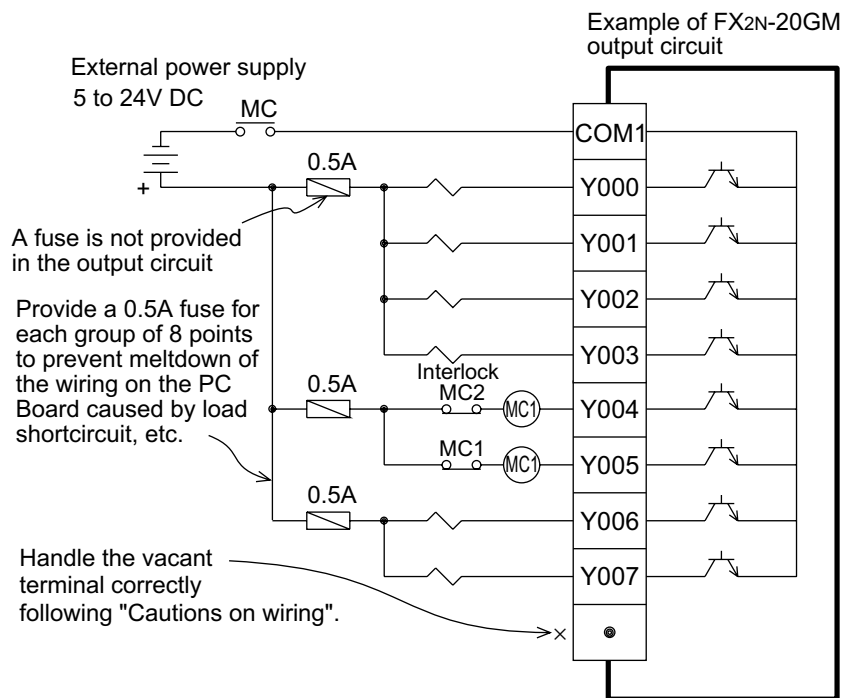 Example of FX2N-20GM
output circuit
External power supply
5 to 24V DC
MC
COM1
+
0.5A
Y000
A fuse is not provided
in the output circuit
Y001
Provide a 0.5A fuse for
each group of 8 points
to prevent meltdown of
the wiring on the PC
Board caused by load
shortcircuit, etc.
Y002
Y003
Interlock
0.5A
MC2
MC1
Y004
MC1
MC1
Y005
0.5A
Y006
Handle the vacant
terminal correctly
following "Cautions on wiring".
Y007
×